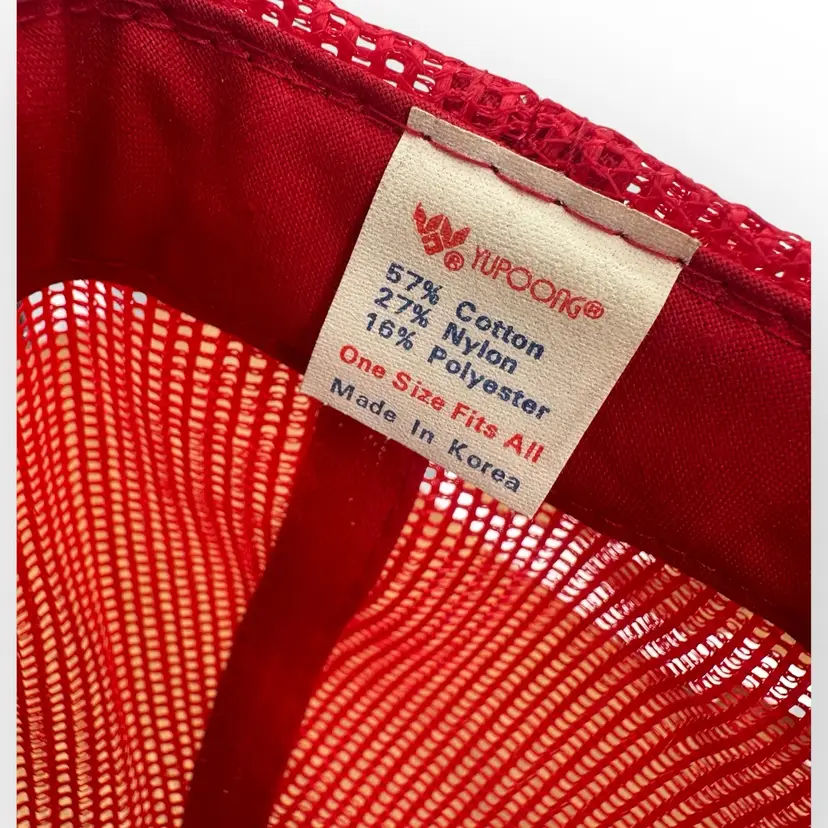 YUPOONG®
57% Cotton
27% Nylon
16% Polyester
One Size Fits All
Made In Korea